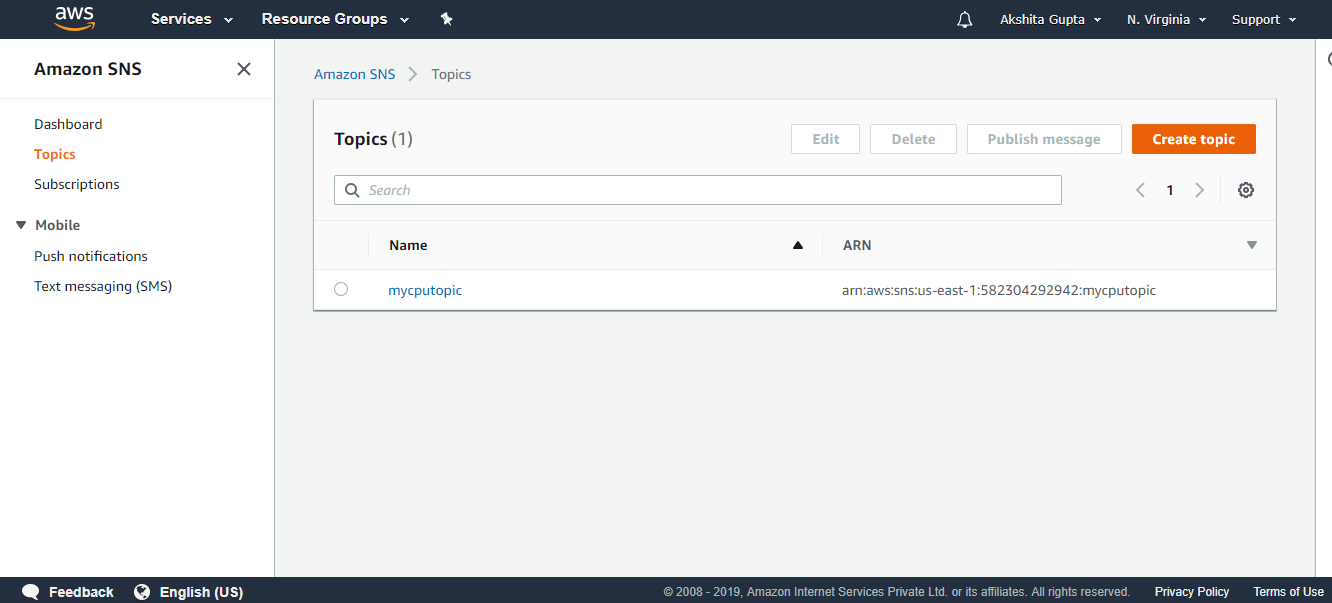 aws Services Resource Groups Akshita Gupta N. Virginia Support
Amazon SNS
Dashboard
Topics
Subscriptions
Mobile
Push notifications
Text messaging (SMS)
Amazon SNS Topics
Topics (1) Edit Delete Publish message Create topic
Search 1
Name ARN
mycputopic arn:aws:sns:us-east-1:582304292942:mycputopic
Feedback English (US) © 2008 - 2019, Amazon Internet Services Private Ltd. or its affiliates. All rights reserved. Privacy Policy Terms of Use